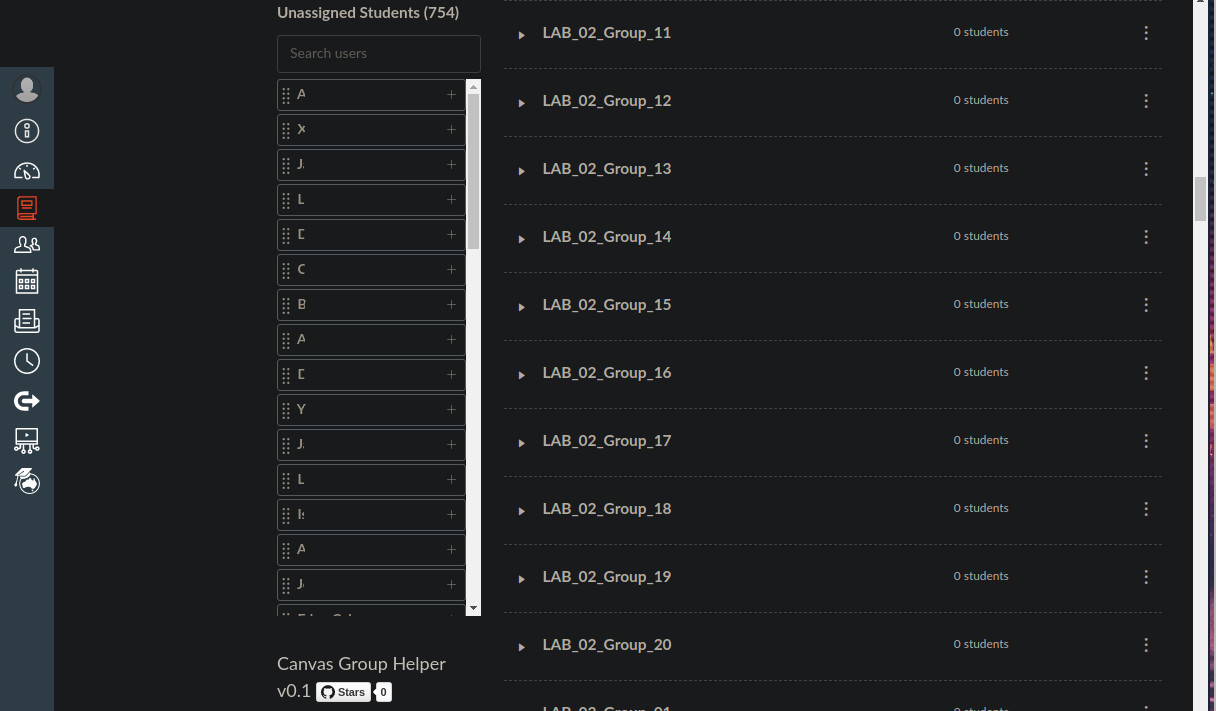 Unassigned Students (754)
Search users
A
X
J.
L
D
C
B
A
D
Y
J.
L
Is
A
Je
Canvas Group Helper
v0.1 Stars 0
LAB_02_Group_11 0 students
LAB_02_Group_12 0 students
LAB_02_Group_13 0 students
LAB_02_Group_14 0 students
LAB_02_Group_15 0 students
LAB_02_Group_16 0 students
LAB_02_Group_17 0 students
LAB_02_Group_18 0 students
LAB_02_Group_19 0 students
LAB_02_Group_20 0 students